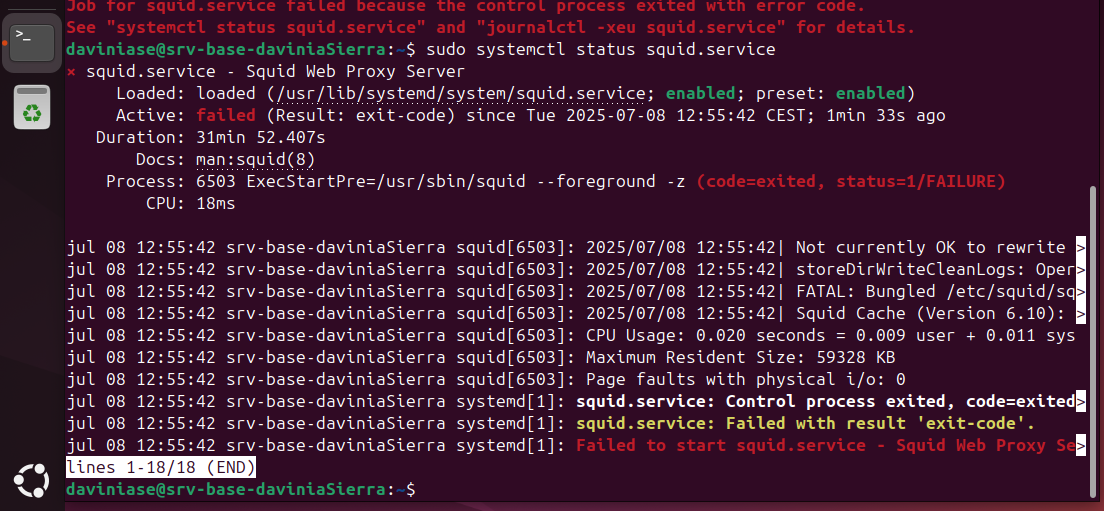 Job for squid.service failed because the control process exited with error code.
See "systemctl status squid.service" and "journalctl -xeu squid.service" for details.
daviniase@srv-base-daviniaSierra:~$ sudo systemctl status squid.service
× squid.service - Squid Web Proxy Server
Loaded: loaded (/usr/lib/systemd/system/squid.service; enabled; preset: enabled)
Active: failed (Result: exit-code) since Tue 2025-07-08 12:55:42 CEST; 1min 33s ago
Duration: 31min 52.407s
Docs: man:squid(8)
Process: 6503 ExecStartPre=/usr/sbin/squid --foreground -z (code=exited, status=1/FAILURE)
CPU: 18ms
jul 08 12:55:42 srv-base-daviniaSierra squid[6503]: 2025/07/08 12:55:42| Not currently OK to rewrite >
jul 08 12:55:42 srv-base-daviniaSierra squid[6503]: 2025/07/08 12:55:42| storeDirWriteCleanLogs: Oper>
jul 08 12:55:42 srv-base-daviniaSierra squid[6503]: 2025/07/08 12:55:42| FATAL: Bungled /etc/squid/sq>
jul 08 12:55:42 srv-base-daviniaSierra squid[6503]: 2025/07/08 12:55:42| Squid Cache (Version 6.10): >
jul 08 12:55:42 srv-base-daviniaSierra squid[6503]: CPU Usage: 0.020 seconds = 0.009 user + 0.011 sys
jul 08 12:55:42 srv-base-daviniaSierra squid[6503]: Maximum Resident Size: 59328 KB
jul 08 12:55:42 srv-base-daviniaSierra squid[6503]: Page faults with physical i/o: 0
jul 08 12:55:42 srv-base-daviniaSierra systemd[1]: squid.service: Control process exited, code=exited>
jul 08 12:55:42 srv-base-daviniaSierra systemd[1]: squid.service: Failed with result 'exit-code'.
jul 08 12:55:42 srv-base-daviniaSierra systemd[1]: Failed to start squid.service - Squid Web Proxy Se>
lines 1-18/18 (END)
daviniase@srv-base-daviniaSierra:~$